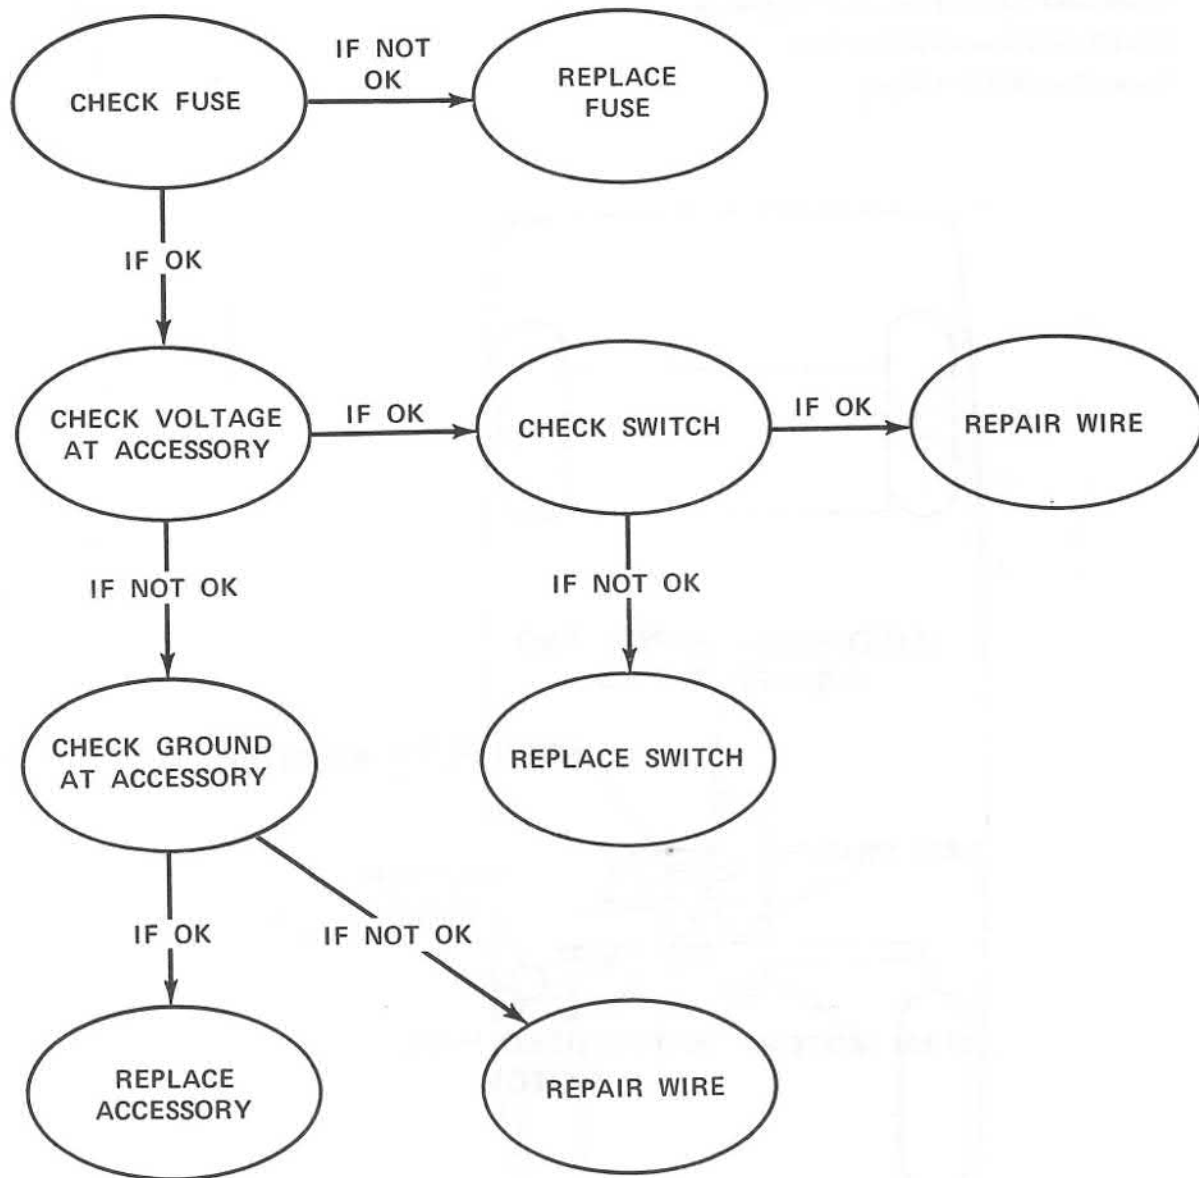 CHECK FUSE
IF NOT
OK
REPLACE
FUSE
IF OK
CHECK VOLTAGE
AT ACCESSORY
IF OK
CHECK SWITCH
IF OK
REPAIR WIRE
IF NOT OK
IF NOT OK
CHECK GROUND
AT ACCESSORY
REPLACE SWITCH
IF OK
IF NOT OK
REPLACE
ACCESSORY
REPAIR WIRE